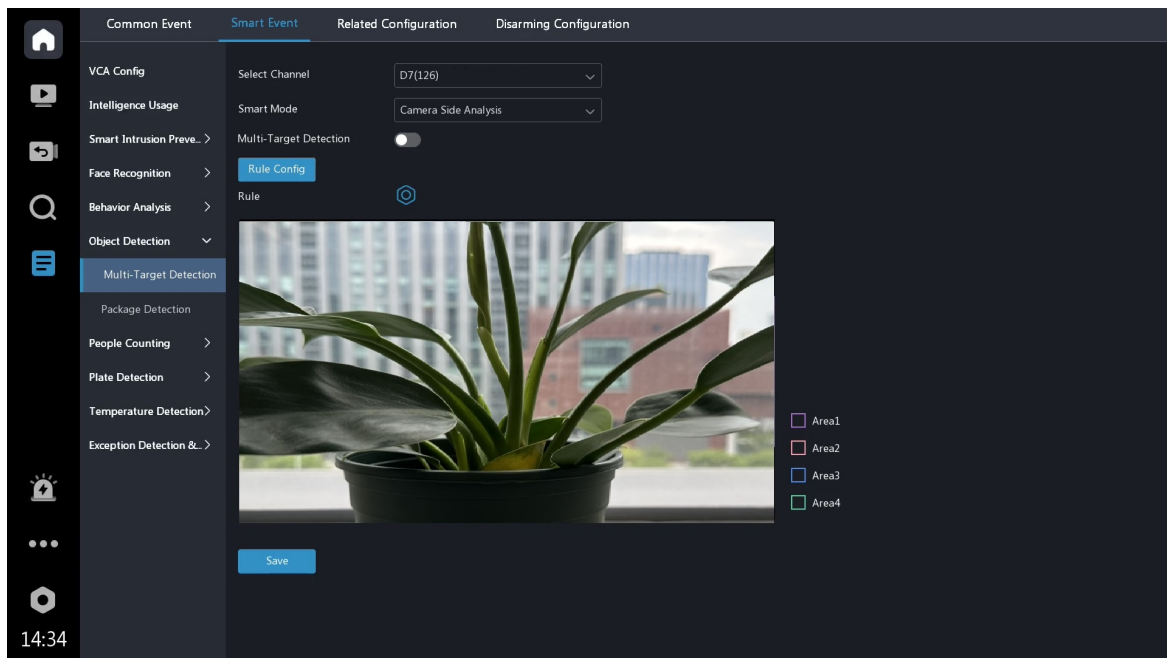 Common Event
Smart Event
Related Configuration
Disarming Configuration
VCA Config
Intelligence Usage
Smart Intrusion Preve...
Face Recognition
Behavior Analysis
Object Detection
Multi-Target Detection
Package Detection
People Counting
Plate Detection
Temperature Detection
Exception Detection &...
14:34
Select Channel
D7(126)
Smart Mode
Camera Side Analysis
Multi-Target Detection
Rule Config
Rule
Area1
Area2
Area3
Area4
Save